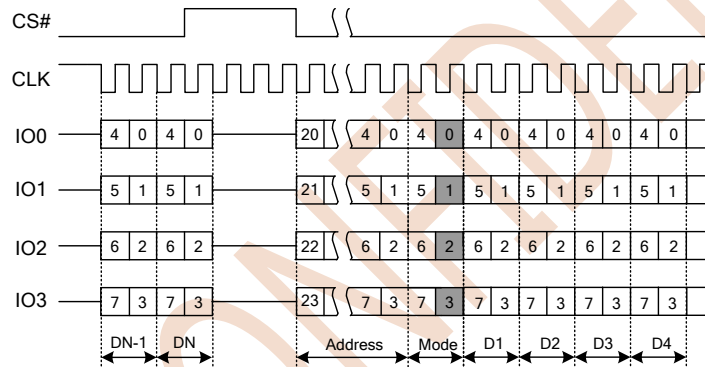 CS#
CLK
IO0 4 0 4 0 20 4 0 4 0 4 0 4 0 4 0 4 0
IO1 5 1 5 1 21 5 1 5 1 5 1 5 1 5 1 5 1
IO2 6 2 6 2 22 6 2 6 2 6 2 6 2 6 2 6 2
IO3 7 3 7 3 23 7 3 7 3 7 3 7 3 7 3 7 3
DN-1 DN Address Mode D1 D2 D3 D4